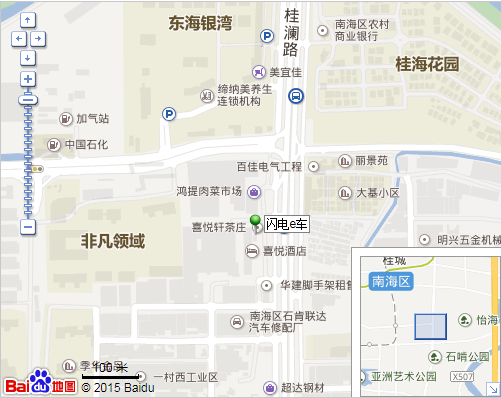 东海银湾
桂澜路
南海区农村
商业银行
P
美宜佳
桂海花园
缔纳美养生
连锁机构
P
加气站
中国石化
百佳电气工程
丽景苑
鸿提肉菜市场
大基小区
喜悦轩茶庄
闪电e车
非凡领域
喜悦酒店
明兴五金机械
华建脚手架租售
南海区石肯联达
汽车修配厂
桂城
南海区
怡海
石啃公园
亚洲艺术公园
X507
100 米
一村西工业区
超达钢材
Bai du 地图
© 2015 Baidu